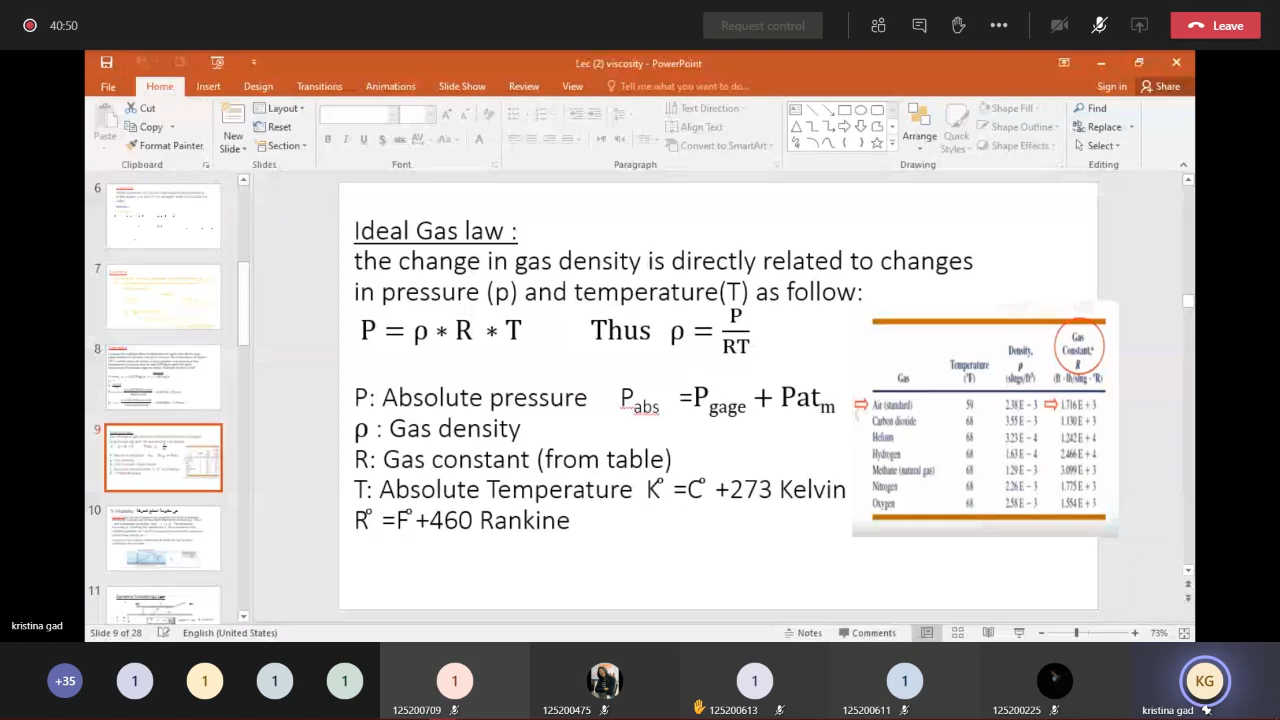 40:50
Request control
Leave
Lec (2) viscosity - PowerPoint
File Home Insert Design Transitions Animations Slide Show Review View Tell me what you want to do... Sign in Share
Paste
Cut
Copy
Format Painter
Clipboard
New Slide
Layout
Reset
Section
Slides
B I U S abc AV Aa A
Font
Text Direction
Align Text
Convert to SmartArt
Paragraph
Arrange
Quick Styles
Shape Fill
Shape Outline
Shape Effects
Drawing
Find
Replace
Select
Editing
6
7
8
9
10
11
Ideal Gas law :
the change in gas density is directly related to changes
in pressure (p) and temperature(T) as follow:
P = ρ ∗ R ∗ T Thus ρ = P/RT
P: Absolute pressure Pabs =Pgage + Patm
ρ : Gas density
R: Gas constant (from table)
T: Absolute Temperature K̊ =C̊ +273 Kelvin
R̊ =F̊+460 Rankine
Gas Temperature (°F) Density, ρ (slugs/ft³) Gas Constant,ᵃ R (ft · lb/slug · °R)
Air (standard) 59 2.38 E – 3 1.716 E + 3
Carbon dioxide 68 3.55 E – 3 1.130 E + 3
Helium 68 3.23 E – 4 1.242 E + 4
Hydrogen 68 1.63 E – 4 2.466 E + 4
Methane (natural gas) 68 1.29 E – 3 3.099 E + 3
Nitrogen 68 2.26 E – 3 1.775 E + 3
Oxygen 68 2.58 E – 3 1.554 E + 3
kristina gad
Slide 9 of 28 English (United States) Notes Comments 73%
+35 1 1 1 1 1 1 1 KG
125200709 125200475 125200613 125200611 125200225 kristina gad